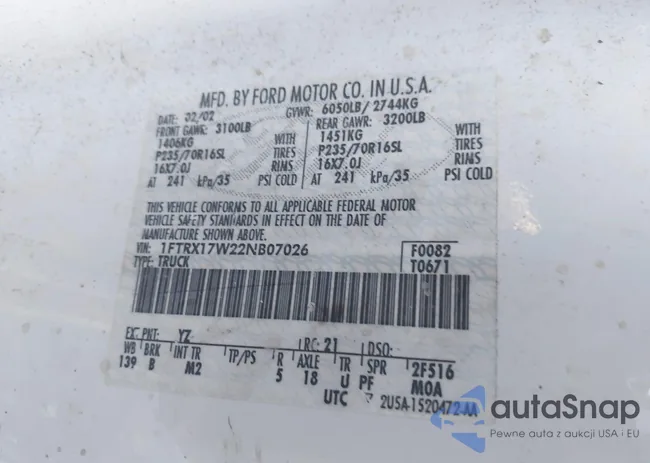 MFD. BY FORD MOTOR CO. IN U.S.A.
DATE: 02/02 GVWR: 6050LB/ 2744KG
FRONT GAWR: 3100LB REAR GAWR: 3200LB
1406KG WITH 1451KG WITH
P235/70R16SL TIRES P235/70R16SL TIRES
16X7.0J RIMS 16X7.0J RIMS
AT 241 kPa/35 PSI COLD AT 241 kPa/35 PSI COLD
THIS VEHICLE CONFORMS TO ALL APPLICABLE FEDERAL MOTOR
VEHICLE SAFETY STANDARDS IN EFFECT ON THE DATE OF
MANUFACTURE SHOWN ABOVE.
VIN: 1FTRX17W22NB07026 F0082
TYPE: TRUCK T0671
EXT PNT: YZ RC: 21 DSO:
WB BRK INT TR TP/PS R AXLE TR SPR 2F516
139 B M2 5 18 U PF M0A
UTC 2USA-1520472-AA
autaSnap
Pewne auta z aukcji USA i EU